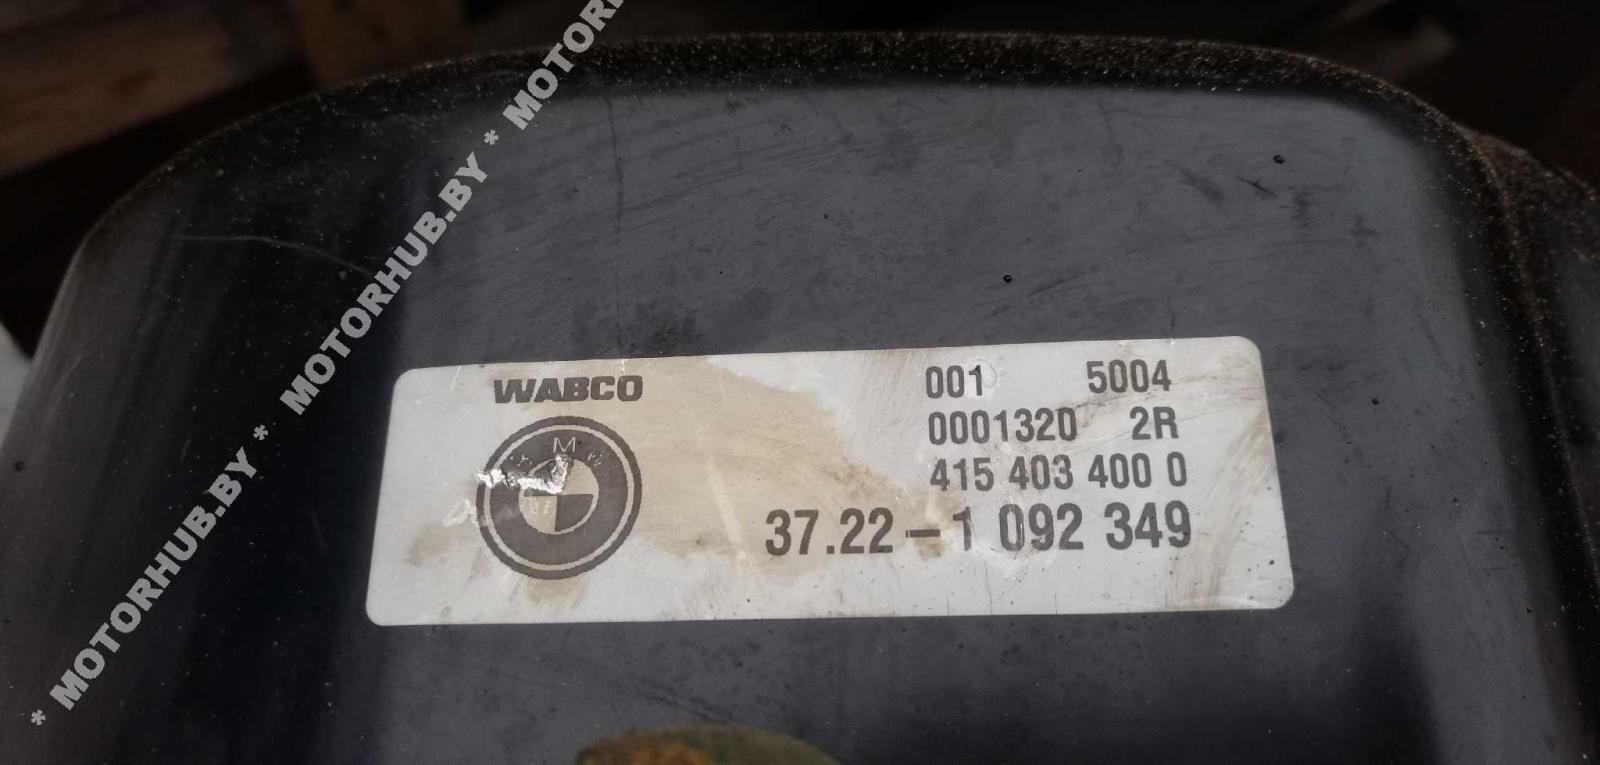 * MOTORHUB.BY * MOTORHUB.BY * MOTORHUB.BY * MOTOR
WABCO
001 5004
0001320 2R
415 403 400 0
37.22-1 092 349